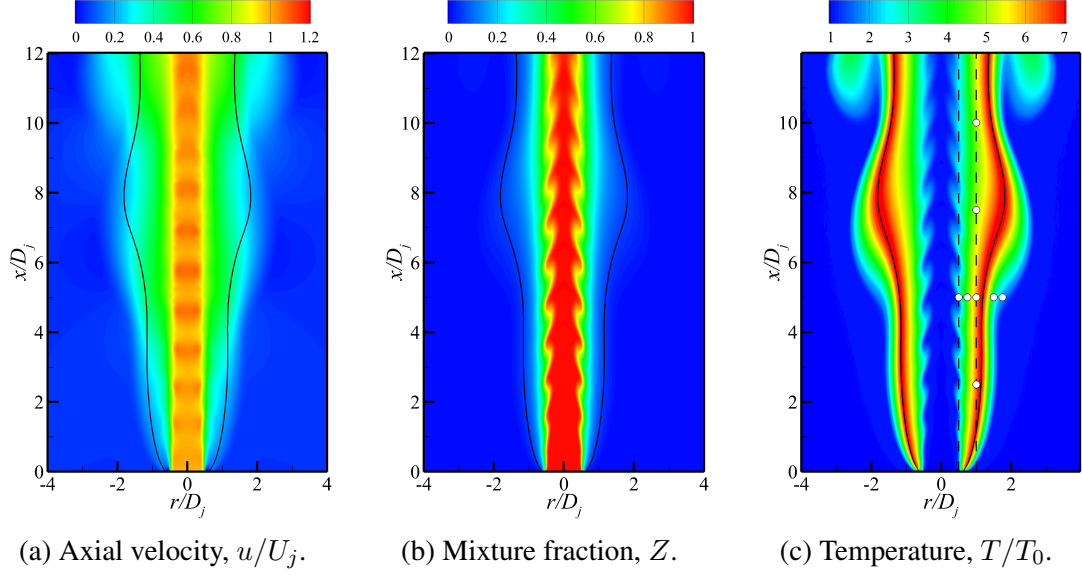 0 0.2 0.4 0.6 0.8 1 1.2
0 0.2 0.4 0.6 0.8 1
1 2 3 4 5 6 7
12
10
8
6
4
2
0
x/D_j
-4 -2 0 2 4
r/D_j
12
10
8
6
4
2
0
x/D_j
-4 -2 0 2 4
r/D_j
12
10
8
6
4
2
0
x/D_j
-4 -2 0 2
r/D_j
(a) Axial velocity, u/U_j.
(b) Mixture fraction, Z.
(c) Temperature, T/T_0.